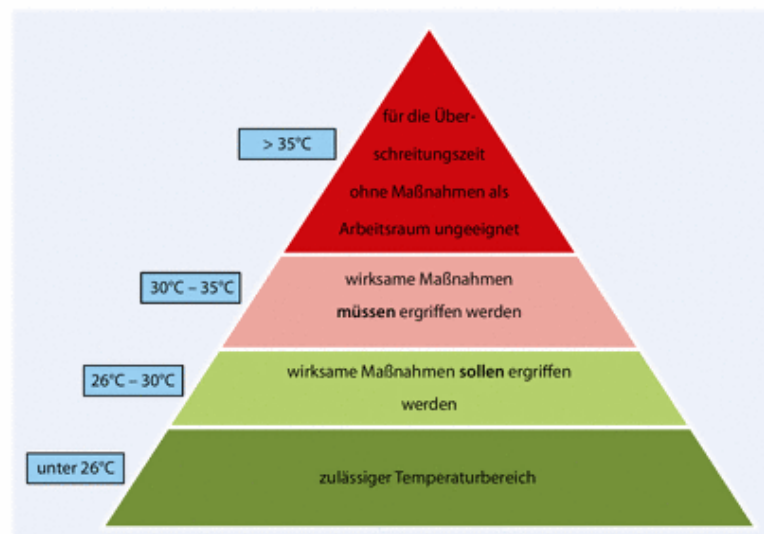 für die Über-
schreitungszeit
> 35°C
ohne Maßnahmen als
Arbeitsraum ungeeignet
30°C – 35°C
wirksame Maßnahmen
müssen ergriffen werden
26°C – 30°C
wirksame Maßnahmen sollen ergriffen
werden
unter 26°C
zulässiger Temperaturbereich